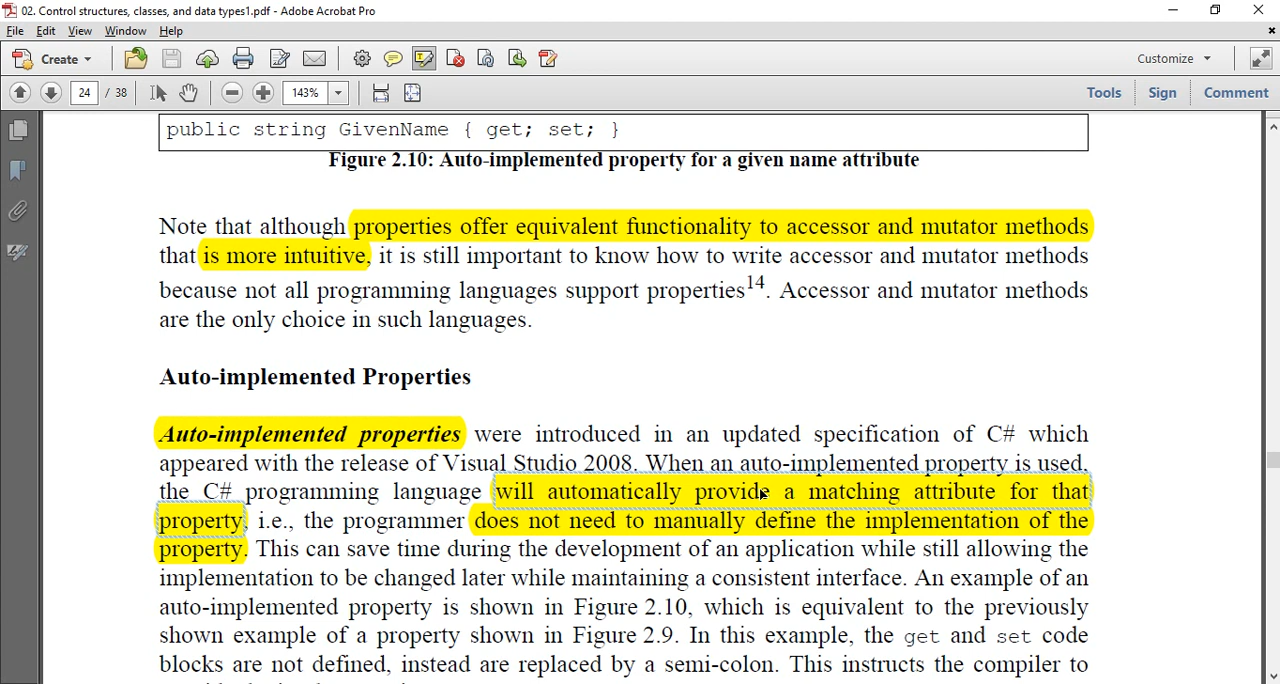 02. Control structures, classes, and data types1.pdf - Adobe Acrobat Pro
File Edit View Window Help
Create Customize
24 / 38 143% Tools Sign Comment
public string GivenName { get; set; }
Figure 2.10: Auto-implemented property for a given name attribute
Note that although properties offer equivalent functionality to accessor and mutator methods
that is more intuitive, it is still important to know how to write accessor and mutator methods
because not all programming languages support properties14. Accessor and mutator methods
are the only choice in such languages.
Auto-implemented Properties
Auto-implemented properties were introduced in an updated specification of C# which
appeared with the release of Visual Studio 2008. When an auto-implemented property is used,
the C# programming language will automatically provide a matching attribute for that
property, i.e., the programmer does not need to manually define the implementation of the
property. This can save time during the development of an application while still allowing the
implementation to be changed later while maintaining a consistent interface. An example of an
auto-implemented property is shown in Figure 2.10, which is equivalent to the previously
shown example of a property shown in Figure 2.9. In this example, the get and set code
blocks are not defined, instead are replaced by a semi-colon. This instructs the compiler to